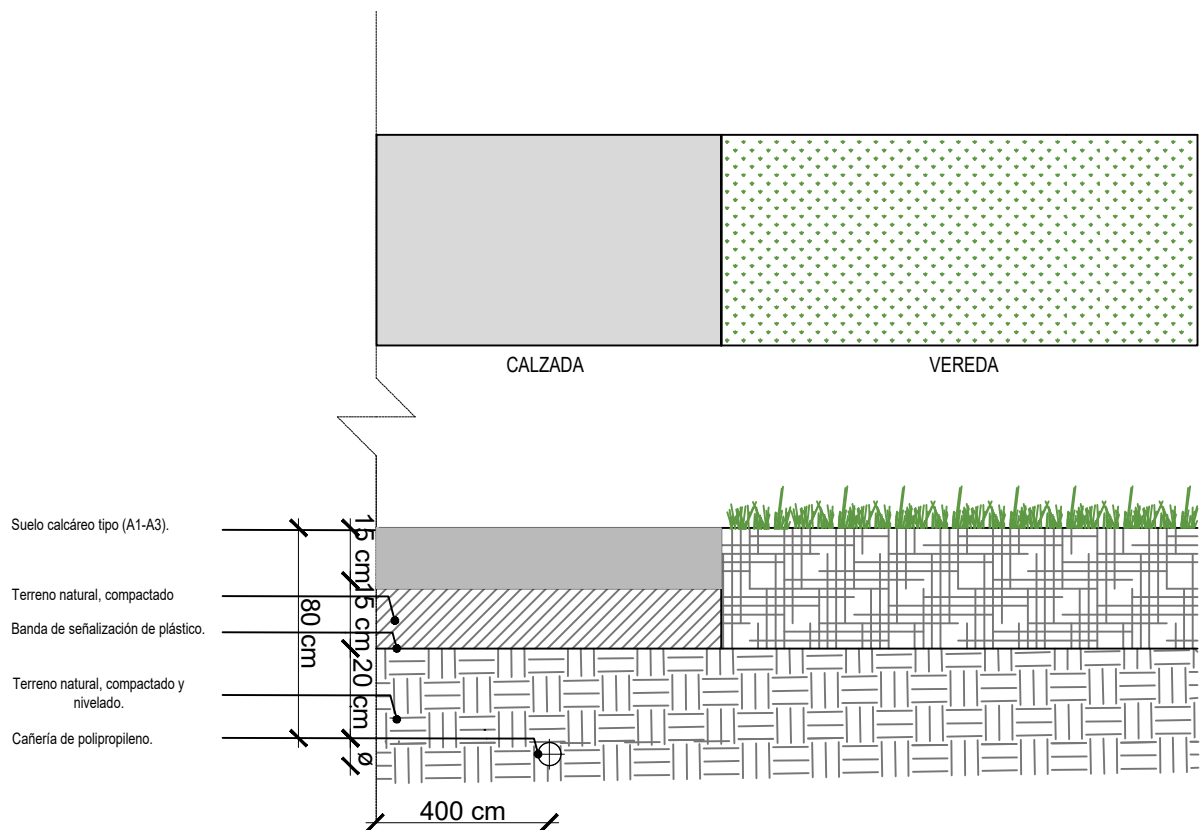 CALZADA
VEREDA
Suelo calcáreo tipo (A1-A3).
15 cm
Terreno natural, compactado
15 cm
80 cm
Banda de señalización de plástico.
20 cm
Terreno natural, compactado y
nivelado.
Cañería de polipropileno.
ø
400 cm